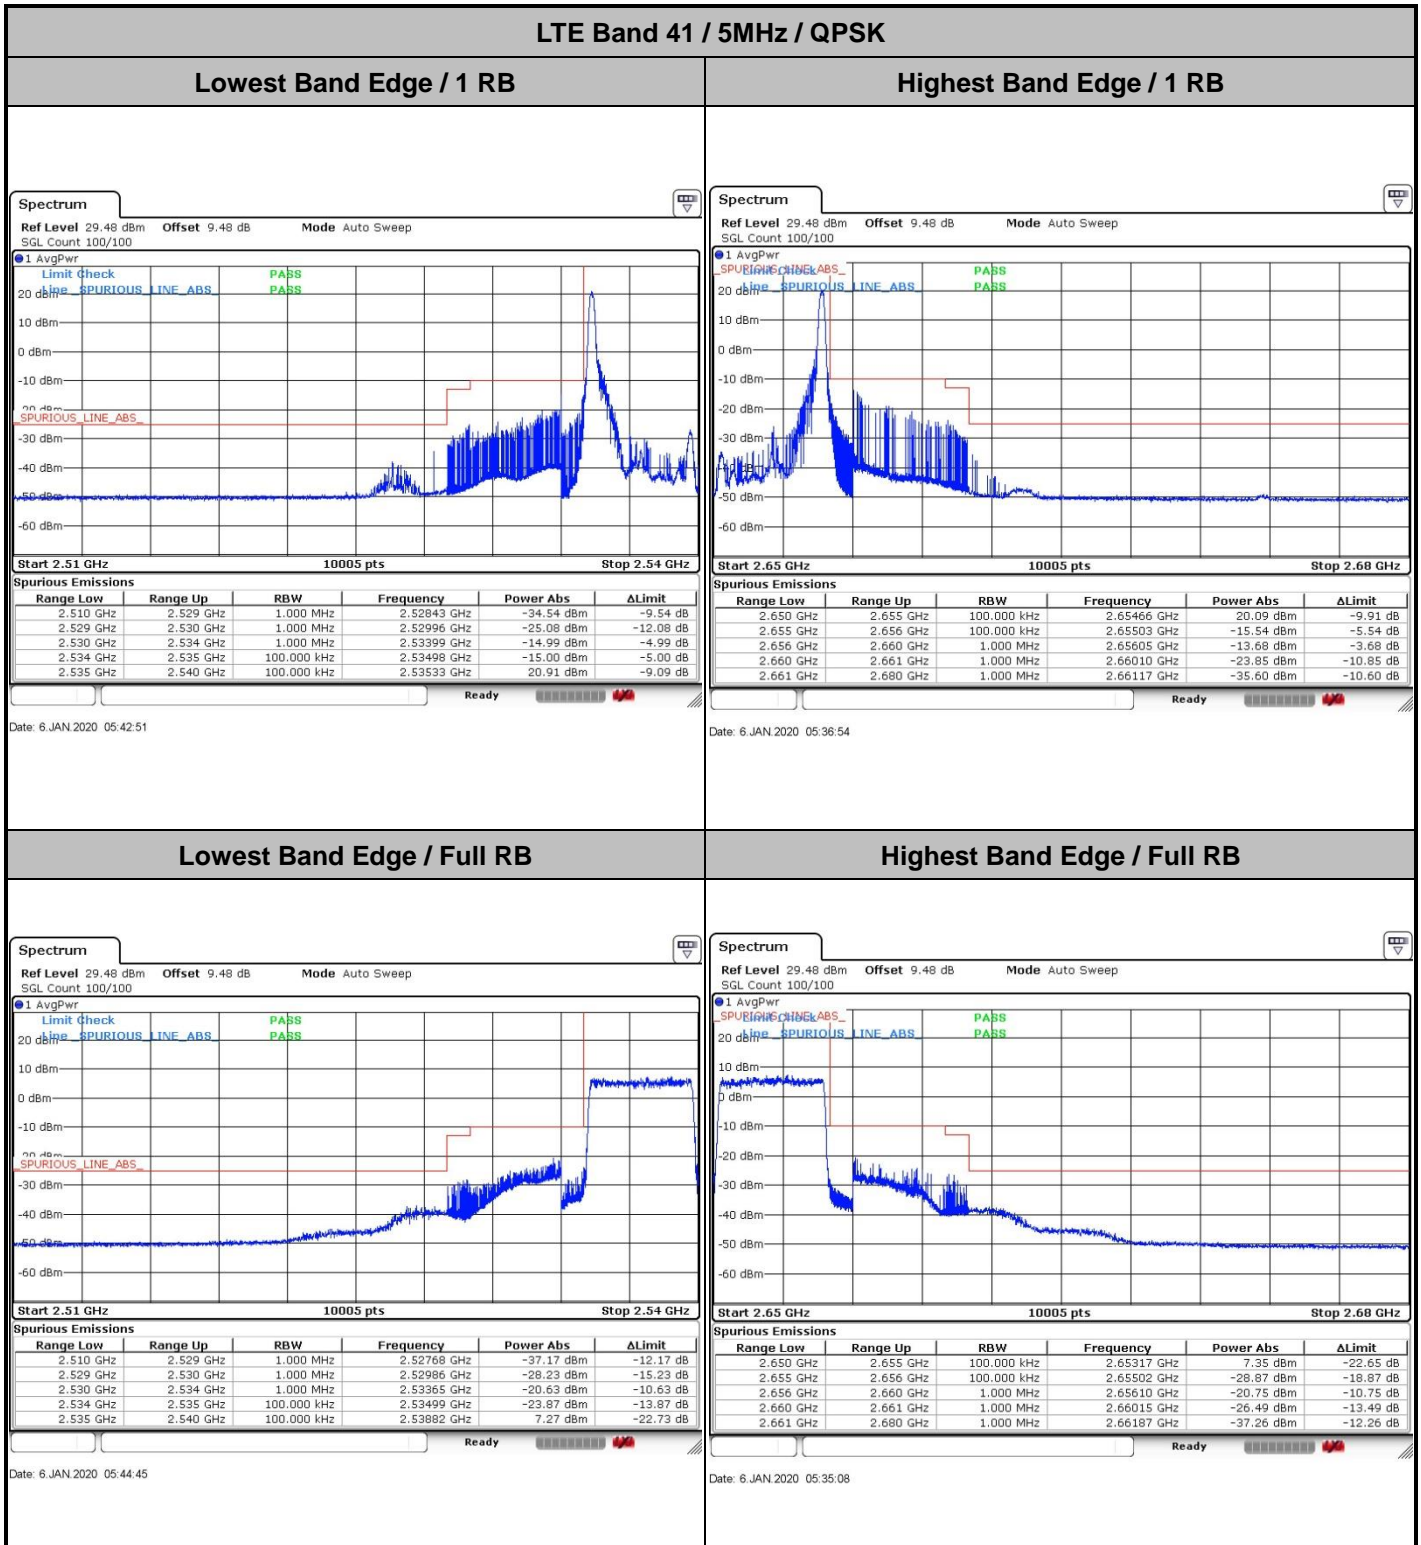 LTE Band 41 / 5MHz / QPSK
Lowest Band Edge / 1 RB
Highest Band Edge / 1 RB
Spectrum
Ref Level 29.48 dBm Offset 9.48 dB Mode Auto Sweep
SGL Count 100/100
1 AvgPwr
Limit Check PASS
Line _SPURIOUS_LINE_ABS_ PASS
20 dBm
10 dBm
0 dBm
-10 dBm
-20 dBm
_SPURIOUS_LINE_ABS_
-30 dBm
-40 dBm
-50 dBm
-60 dBm
Start 2.51 GHz 10005 pts Stop 2.54 GHz
Spurious Emissions
Range Low Range Up RBW Frequency Power Abs ΔLimit
2.510 GHz 2.529 GHz 1.000 MHz 2.52843 GHz -34.54 dBm -9.54 dB
2.529 GHz 2.530 GHz 1.000 MHz 2.52996 GHz -25.08 dBm -12.08 dB
2.530 GHz 2.534 GHz 1.000 MHz 2.53399 GHz -14.99 dBm -4.99 dB
2.534 GHz 2.535 GHz 100.000 kHz 2.53498 GHz -15.00 dBm -5.00 dB
2.535 GHz 2.540 GHz 100.000 kHz 2.53533 GHz 20.91 dBm -9.09 dB
Ready
Date: 6.JAN.2020 05:42:51
Spectrum
Ref Level 29.48 dBm Offset 9.48 dB Mode Auto Sweep
SGL Count 100/100
1 AvgPwr
_SPURIOUS_LINE_ABS_
Limit Check PASS
Line _SPURIOUS_LINE_ABS_ PASS
20 dBm
10 dBm
0 dBm
-10 dBm
-20 dBm
-30 dBm
-40 dBm
-50 dBm
-60 dBm
Start 2.65 GHz 10005 pts Stop 2.68 GHz
Spurious Emissions
Range Low Range Up RBW Frequency Power Abs ΔLimit
2.650 GHz 2.655 GHz 100.000 kHz 2.65466 GHz 20.09 dBm -9.91 dB
2.655 GHz 2.656 GHz 100.000 kHz 2.65503 GHz -15.54 dBm -5.54 dB
2.656 GHz 2.660 GHz 1.000 MHz 2.65605 GHz -13.68 dBm -3.68 dB
2.660 GHz 2.661 GHz 1.000 MHz 2.66010 GHz -23.85 dBm -10.85 dB
2.661 GHz 2.680 GHz 1.000 MHz 2.66117 GHz -35.60 dBm -10.60 dB
Ready
Date: 6.JAN.2020 05:36:54
Lowest Band Edge / Full RB
Highest Band Edge / Full RB
Spectrum
Ref Level 29.48 dBm Offset 9.48 dB Mode Auto Sweep
SGL Count 100/100
1 AvgPwr
Limit Check PASS
Line _SPURIOUS_LINE_ABS_ PASS
20 dBm
10 dBm
0 dBm
-10 dBm
-20 dBm
_SPURIOUS_LINE_ABS_
-30 dBm
-40 dBm
-50 dBm
-60 dBm
Start 2.51 GHz 10005 pts Stop 2.54 GHz
Spurious Emissions
Range Low Range Up RBW Frequency Power Abs ΔLimit
2.510 GHz 2.529 GHz 1.000 MHz 2.52768 GHz -37.17 dBm -12.17 dB
2.529 GHz 2.530 GHz 1.000 MHz 2.52986 GHz -28.23 dBm -15.23 dB
2.530 GHz 2.534 GHz 1.000 MHz 2.53365 GHz -20.63 dBm -10.63 dB
2.534 GHz 2.535 GHz 100.000 kHz 2.53499 GHz -23.87 dBm -13.87 dB
2.535 GHz 2.540 GHz 100.000 kHz 2.53882 GHz 7.27 dBm -22.73 dB
Ready
Date: 6.JAN.2020 05:44:45
Spectrum
Ref Level 29.48 dBm Offset 9.48 dB Mode Auto Sweep
SGL Count 100/100
1 AvgPwr
_SPURIOUS_LINE_ABS_
Limit Check PASS
Line _SPURIOUS_LINE_ABS_ PASS
20 dBm
10 dBm
0 dBm
-10 dBm
-20 dBm
-30 dBm
-40 dBm
-50 dBm
-60 dBm
Start 2.65 GHz 10005 pts Stop 2.68 GHz
Spurious Emissions
Range Low Range Up RBW Frequency Power Abs ΔLimit
2.650 GHz 2.655 GHz 100.000 kHz 2.65317 GHz 7.35 dBm -22.65 dB
2.655 GHz 2.656 GHz 100.000 kHz 2.65502 GHz -28.87 dBm -18.87 dB
2.656 GHz 2.660 GHz 1.000 MHz 2.65610 GHz -20.75 dBm -10.75 dB
2.660 GHz 2.661 GHz 1.000 MHz 2.66015 GHz -26.49 dBm -13.49 dB
2.661 GHz 2.680 GHz 1.000 MHz 2.66187 GHz -37.26 dBm -12.26 dB
Ready
Date: 6.JAN.2020 05:35:08